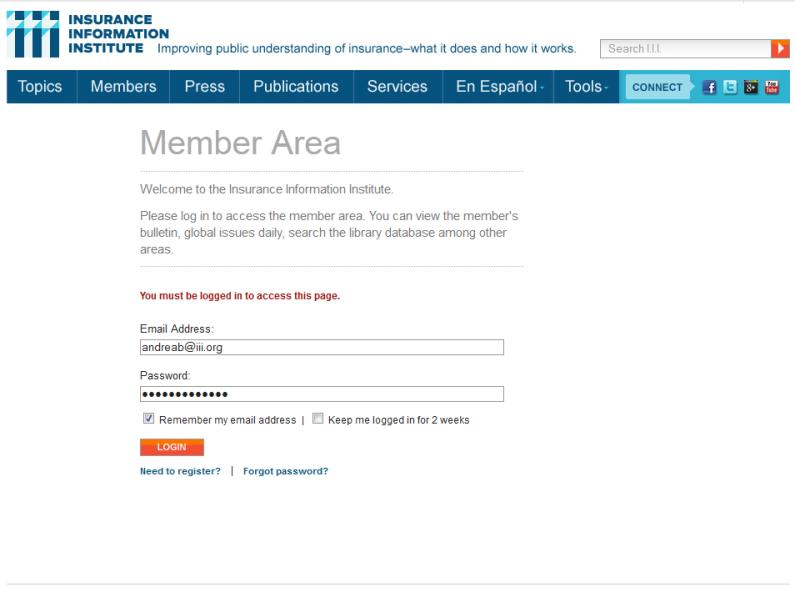 INSURANCE
INFORMATION
INSTITUTE Improving public understanding of insurance–what it does and how it works.
Search I.I.I.
Topics Members Press Publications Services En Español Tools CONNECT f t g+ You Tube
Member Area
Welcome to the Insurance Information Institute.
Please log in to access the member area. You can view the member's
bulletin, global issues daily, search the library database among other
areas.
You must be logged in to access this page.
Email Address:
andreab@iii.org
Password:
•••••••••••••
Remember my email address | Keep me logged in for 2 weeks
LOGIN
Need to register? | Forgot password?